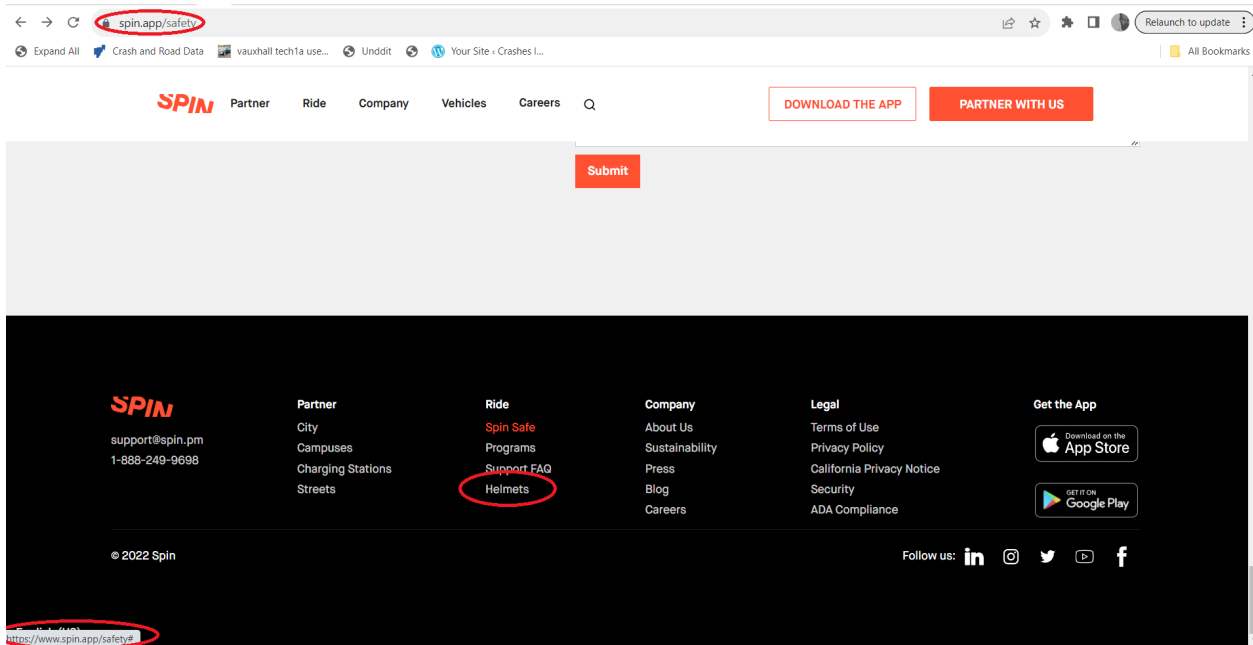 spin.app/safety
Relaunch to update
Expand All
Crash and Road Data
vauxhall tech1a use...
Unddit
Your Site ‹ Crashes I...
All Bookmarks
SPIN
Partner
Ride
Company
Vehicles
Careers
DOWNLOAD THE APP
PARTNER WITH US
Submit
SPIN
support@spin.pm
1-888-249-9698
Partner
City
Campuses
Charging Stations
Streets
Ride
Spin Safe
Programs
Support FAQ
Helmets
Company
About Us
Sustainability
Press
Blog
Careers
Legal
Terms of Use
Privacy Policy
California Privacy Notice
Security
ADA Compliance
Get the App
Download on the
App Store
GET IT ON
Google Play
© 2022 Spin
Follow us:
https://www.spin.app/safety#